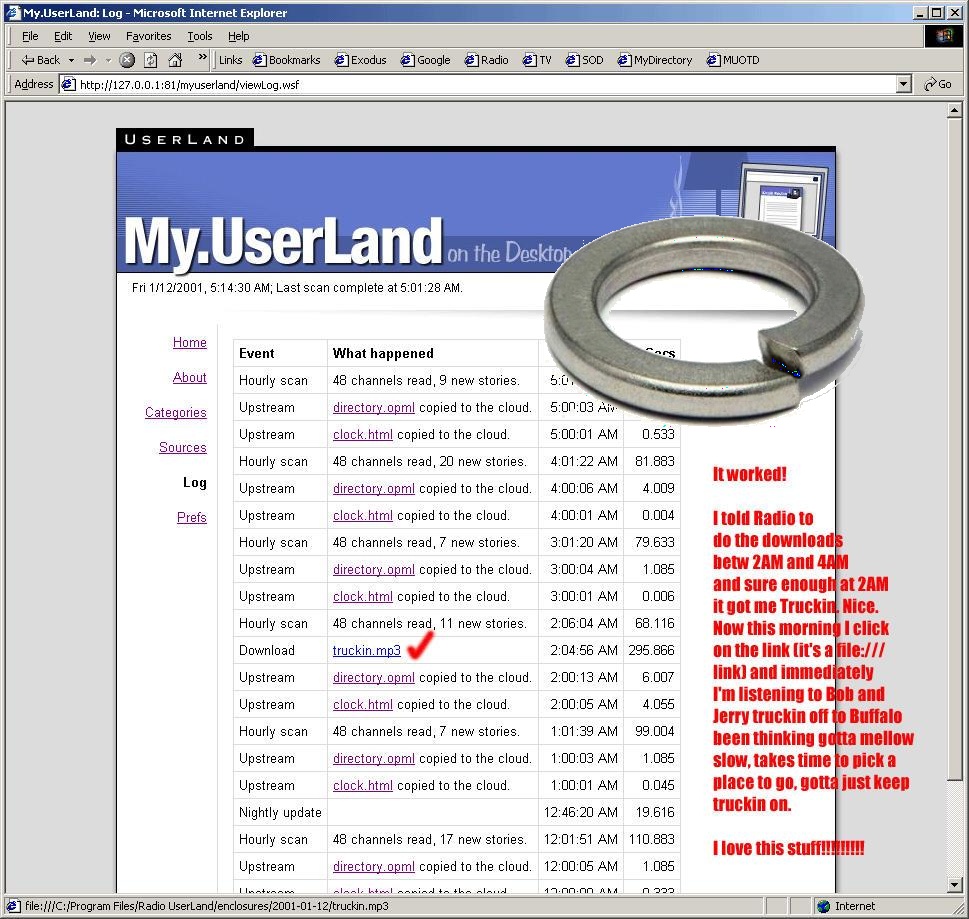 My.UserLand: Log - Microsoft Internet Explorer
File Edit View Favorites Tools Help
Back » Links Bookmarks Exodus Google Radio TV SOD MyDirectory MUOTD
Address http://127.0.0.1:81/myuserland/viewLog.wsf Go
USERLAND
My.UserLand on the Desktop
Fri 1/12/2001, 5:14:30 AM; Last scan complete at 5:01:28 AM.
Home
About
Categories
Sources
Log
Prefs
Event What happened Secs
Hourly scan 48 channels read, 9 new stories.
Upstream directory.opml copied to the cloud. 5:00:03 AM
Upstream clock.html copied to the cloud. 5:00:01 AM 0.533
Hourly scan 48 channels read, 20 new stories. 4:01:22 AM 81.883
Upstream directory.opml copied to the cloud. 4:00:06 AM 4.009
Upstream clock.html copied to the cloud. 4:00:01 AM 0.004
Hourly scan 48 channels read, 7 new stories. 3:01:20 AM 79.633
Upstream directory.opml copied to the cloud. 3:00:04 AM 1.085
Upstream clock.html copied to the cloud. 3:00:01 AM 0.006
Hourly scan 48 channels read, 11 new stories. 2:06:04 AM 68.116
Download truckin.mp3 2:04:56 AM 295.866
Upstream directory.opml copied to the cloud. 2:00:13 AM 6.007
Upstream clock.html copied to the cloud. 2:00:05 AM 4.055
Hourly scan 48 channels read, 7 new stories. 1:01:39 AM 99.004
Upstream directory.opml copied to the cloud. 1:00:03 AM 1.085
Upstream clock.html copied to the cloud. 1:00:01 AM 0.045
Nightly update 12:46:20 AM 19.616
Hourly scan 48 channels read, 17 new stories. 12:01:51 AM 110.883
Upstream directory.opml copied to the cloud. 12:00:05 AM 1.085
Upstream clock.html copied to the cloud. 12:00:00 AM 0.333
It worked!
I told Radio to
do the downloads
betw 2AM and 4AM
and sure enough at 2AM
it got me Truckin. Nice.
Now this morning I click
on the link (it's a file:///
link) and immediately
I'm listening to Bob and
Jerry truckin off to Buffalo
been thinking gotta mellow
slow, takes time to pick a
place to go, gotta just keep
truckin on.
I love this stuff!!!!!!!!!
file:///C:/Program Files/Radio UserLand/enclosures/2001-01-12/truckin.mp3 Internet